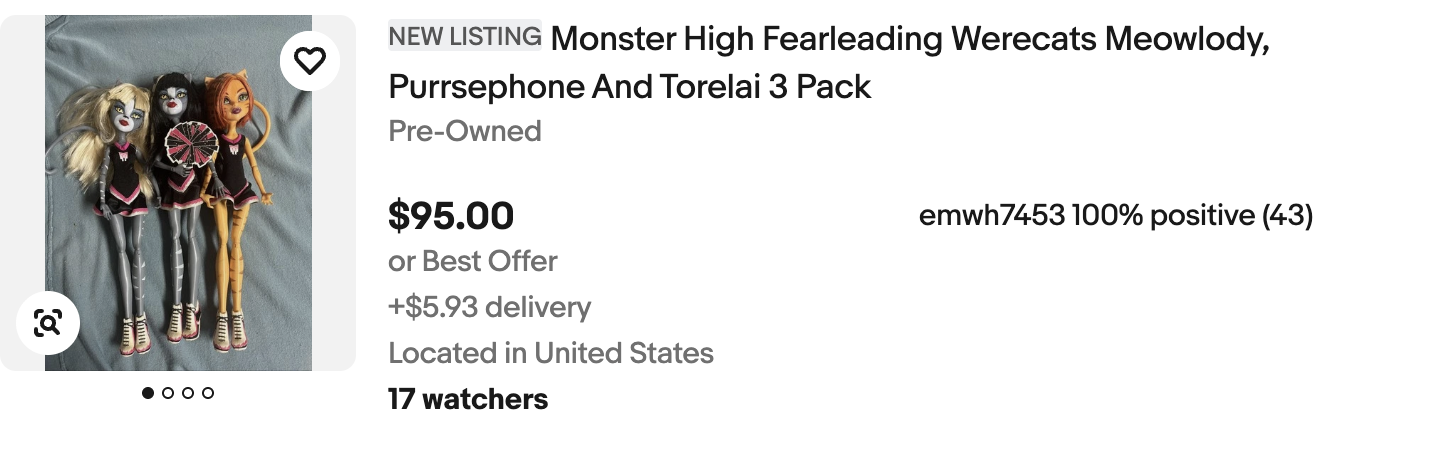 NEW LISTING Monster High Fearleading Werecats Meowlody,
Purrsephone And Torelai 3 Pack
Pre-Owned
$95.00
emwh7453 100% positive (43)
or Best Offer
+$5.93 delivery
Located in United States
17 watchers